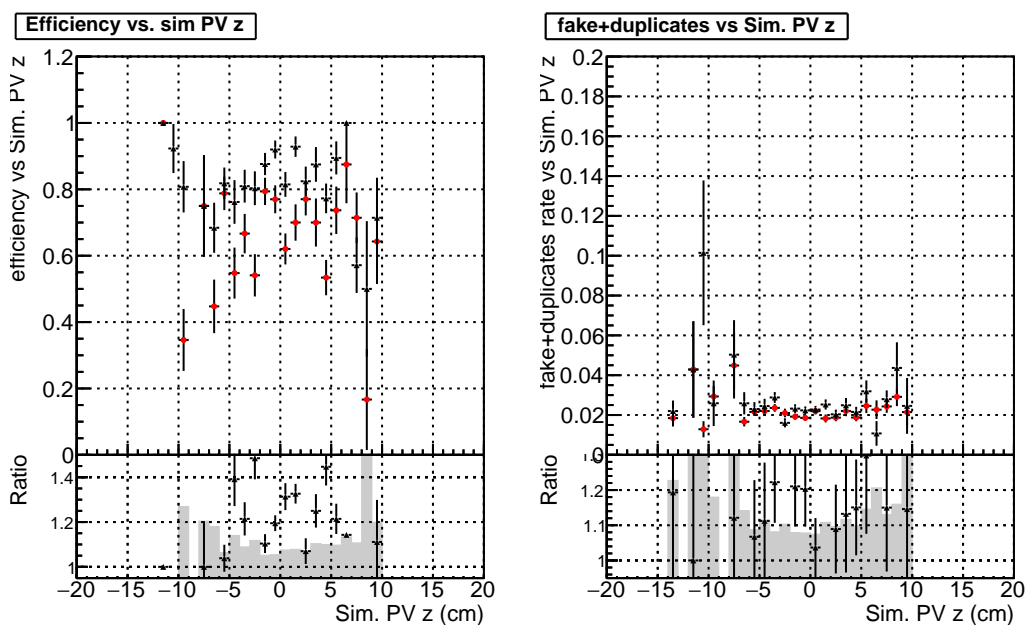 Efficiency vs. sim PV z
efficiency vs Sim. PV z
1.2
1
0.8
0.6
0.4
0.2
0
Ratio
1.4
1.2
1
−20 −15 −10 −5 0 5 10 15 20
Sim. PV z (cm)
fake+duplicates vs Sim. PV z
fake+duplicates rate vs Sim. PV z
0.2
0.18
0.16
0.14
0.12
0.1
0.08
0.06
0.04
0.02
0
Ratio
1.2
1.1
1
−20 −15 −10 −5 0 5 10 15 20
Sim. PV z (cm)